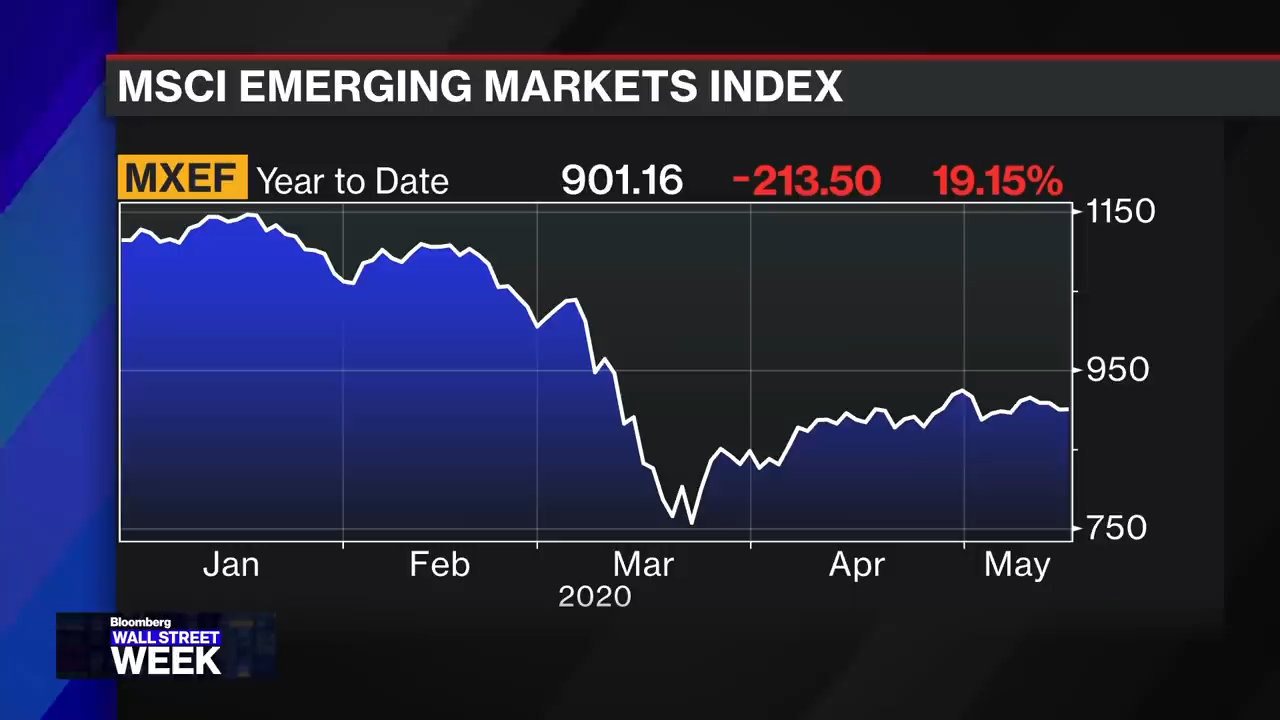 MSCI EMERGING MARKETS INDEX
MXEF Year to Date 901.16 -213.50 19.15%
1150
950
750
Jan Feb Mar Apr May
2020
Bloomberg
WALL STREET
WEEK